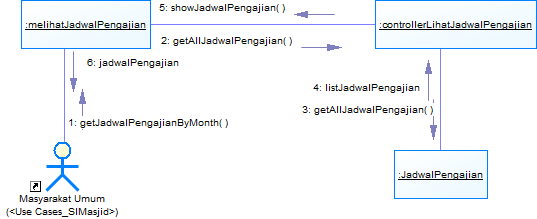 5: showJadwalPengajian( )
:melihatJadwalPengajian
:controllerLihatJadwalPengajian
2: getAllJadwalPengajian( )
6: jadwalPengajian
4: listJadwalPengajian
3: getAllJadwalPengajian( )
1: getJadwalPengajianByMonth( )
:JadwalPengajian
Masyarakat Umum
(<Use Cases_SIMasjid>)